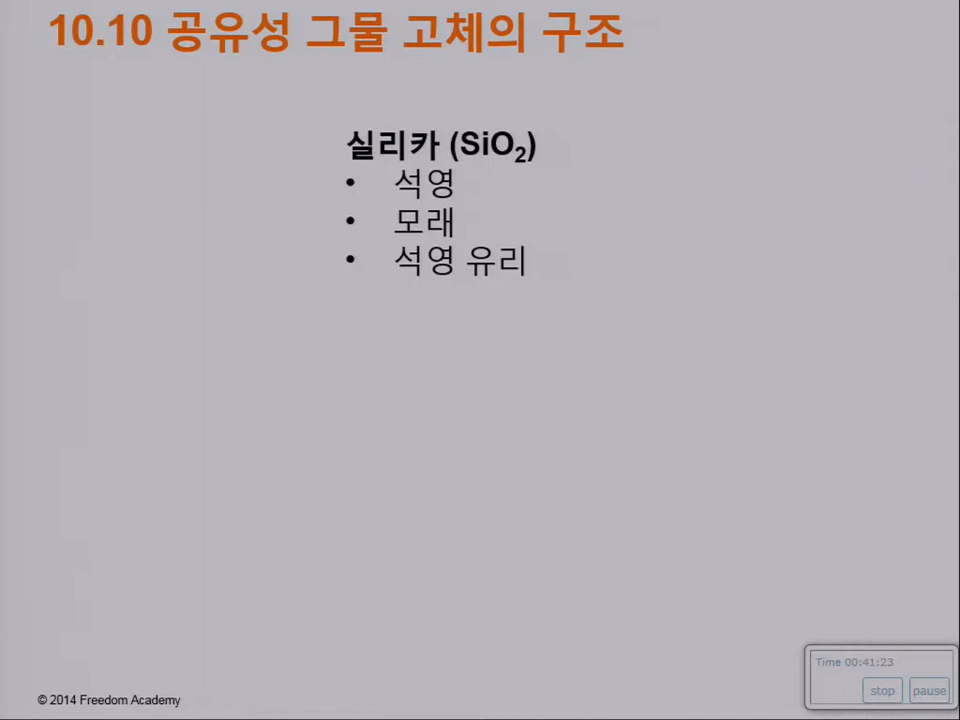 10.10 공유성 그물 고체의 구조
실리카 (SiO₂)
• 석영
• 모래
• 석영 유리
Time 00:41:23
stop pause
© 2014 Freedom Academy